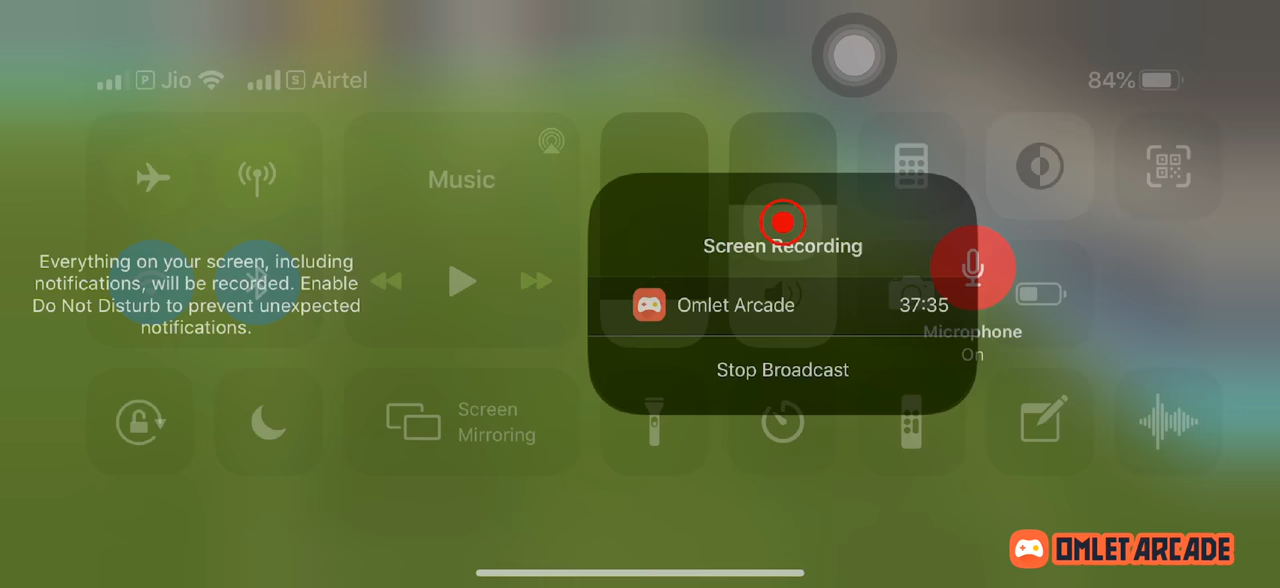 P Jio S Airtel
84%
Music
Everything on your screen, including
notifications, will be recorded. Enable
Do Not Disturb to prevent unexpected
notifications.
Screen Recording
Omlet Arcade 37:35
Microphone
On
Stop Broadcast
Screen
Mirroring
OMLET ARCADE